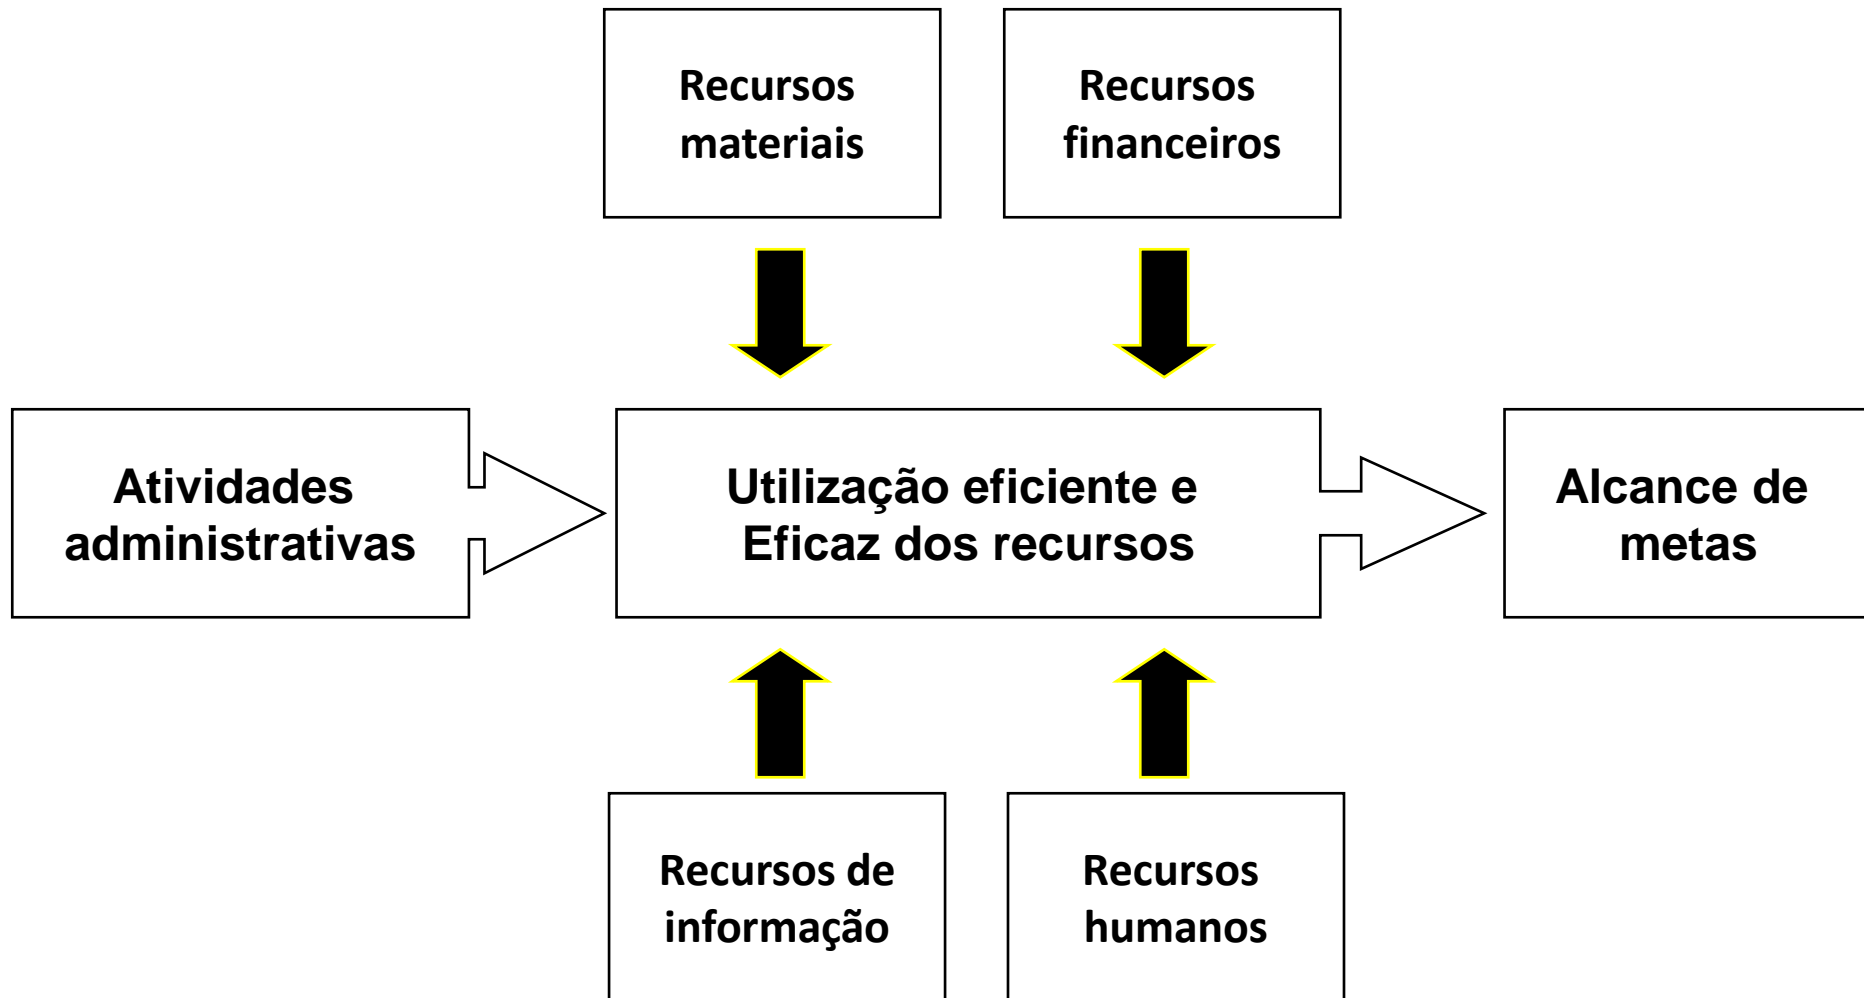 Recursos
materiais
Recursos
financeiros
Atividades
administrativas
Utilização eficiente e
Eficaz dos recursos
Alcance de
metas
Recursos de
informação
Recursos
humanos